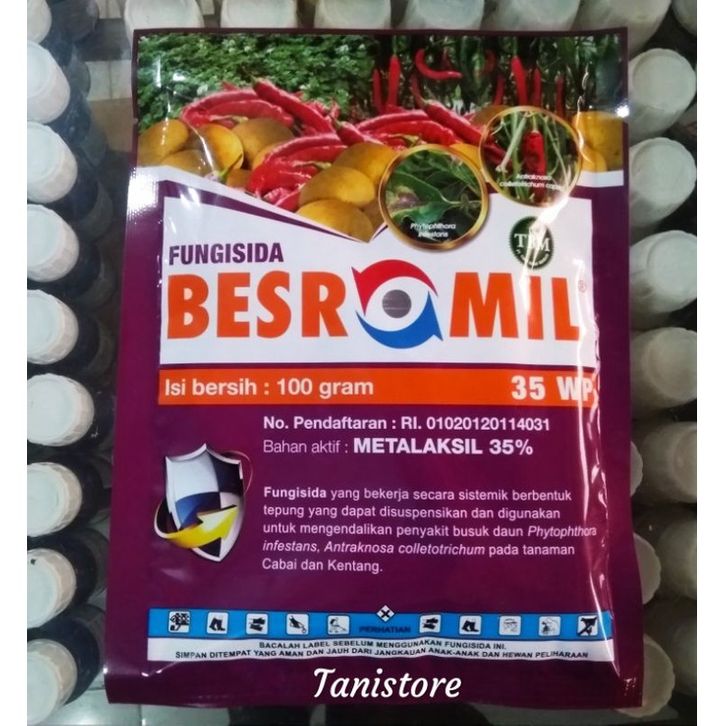 Phytophthora
infestans
Antraknosa
FUNGISIDA
BESROMIL®
Isi bersih : 100 gram
35 WP
No. Pendaftaran : RI. 01020120114031
Bahan aktif : METALAKSIL 35%
Fungisida yang bekerja secara sistemik berbentuk
tepung yang dapat disuspensikan dan digunakan
untuk mengendalikan penyakit busuk daun Phytophthora
infestans, Antraknosa colletotrichum pada tanaman
Cabai dan Kentang.
PERHATIAN
BACALAH LABEL SEBELUM MENGGUNAKAN FUNGISIDA INI.
SIMPAN DITEMPAT YANG AMAN DAN JAUH DARI JANGKAUAN ANAK-ANAK DAN HEWAN PELIHARAAN
Tanistore